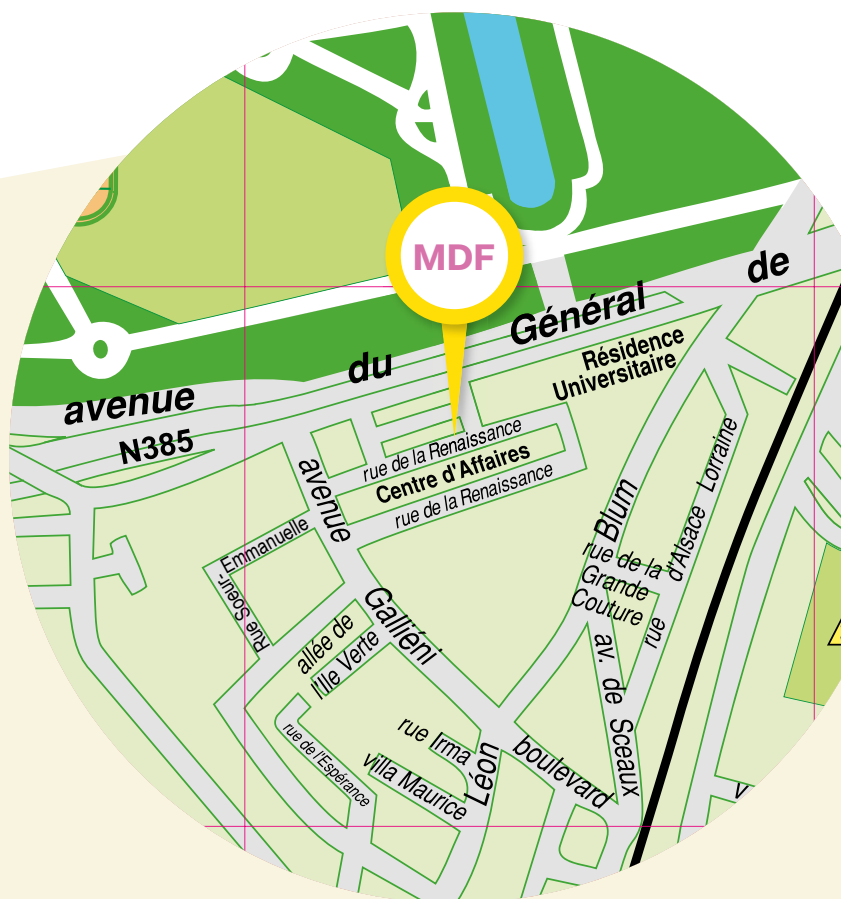 MDF
avenue du Général de
N385
Résidence
Universitaire
rue de la Renaissance
Centre d'Affaires
rue de la Renaissance
avenue
Galliéni
Rue Soeur-
Emmanuelle
allée de
l'Ile Verte
rue de l'Espérance
rue Irma
villa Maurice
Léon
Blum
boulevard
rue de la
Grande
Couture
rue d'Alsace Lorraine
av. de Sceaux
V